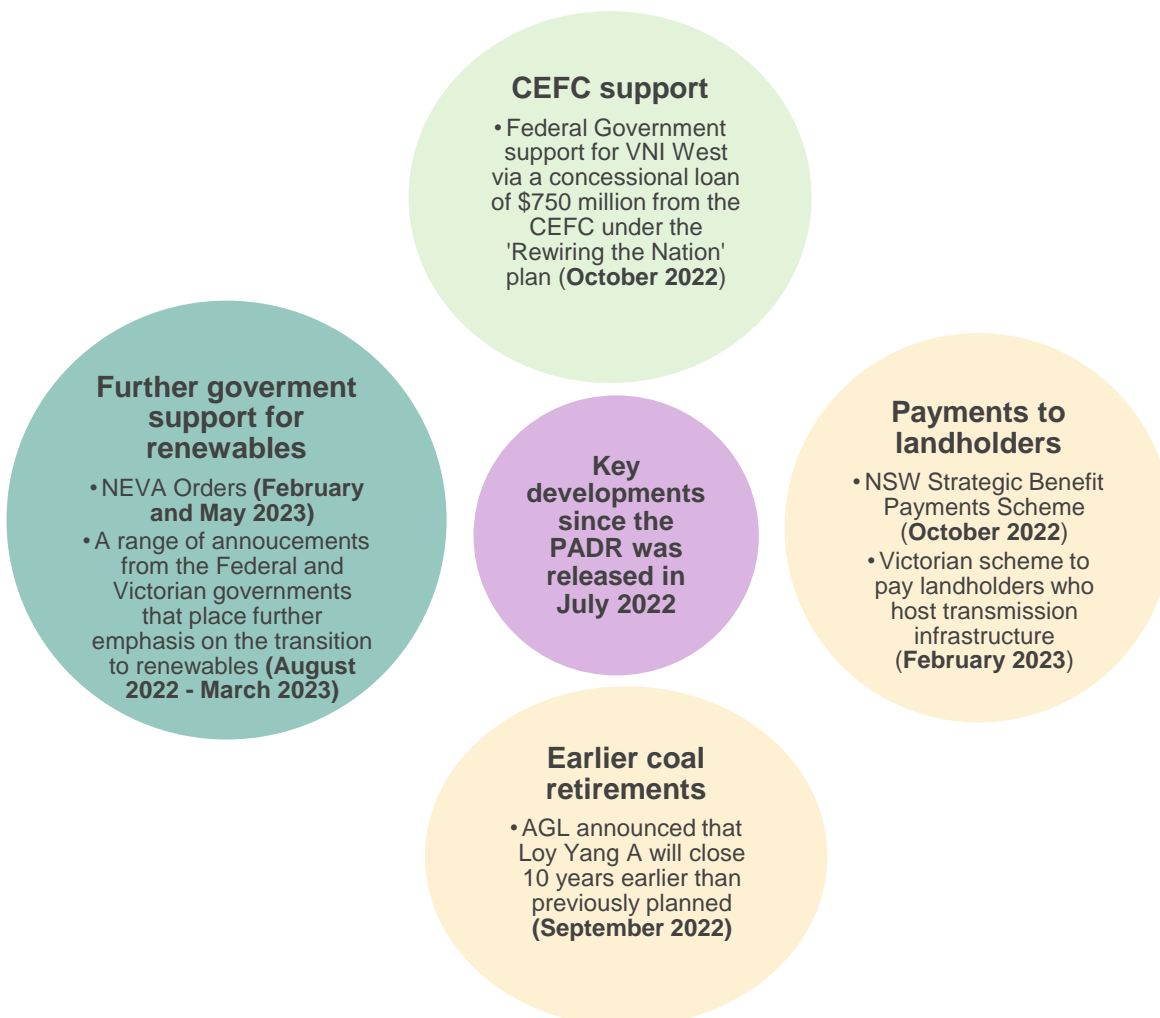 CEFC support
• Federal Government
support for VNI West
via a concessional loan
of $750 million from the
CEFC under the
'Rewiring the Nation'
plan (October 2022)
Further goverment
support for
renewables
• NEVA Orders (February
and May 2023)
• A range of annoucements
from the Federal and
Victorian governments
that place further
emphasis on the transition
to renewables (August
2022 - March 2023)
Key
developments
since the
PADR was
released in
July 2022
Payments to
landholders
• NSW Strategic Benefit
Payments Scheme
(October 2022)
• Victorian scheme to
pay landholders who
host transmission
infrastructure
(February 2023)
Earlier coal
retirements
• AGL announced that
Loy Yang A will close
10 years earlier than
previously planned
(September 2022)